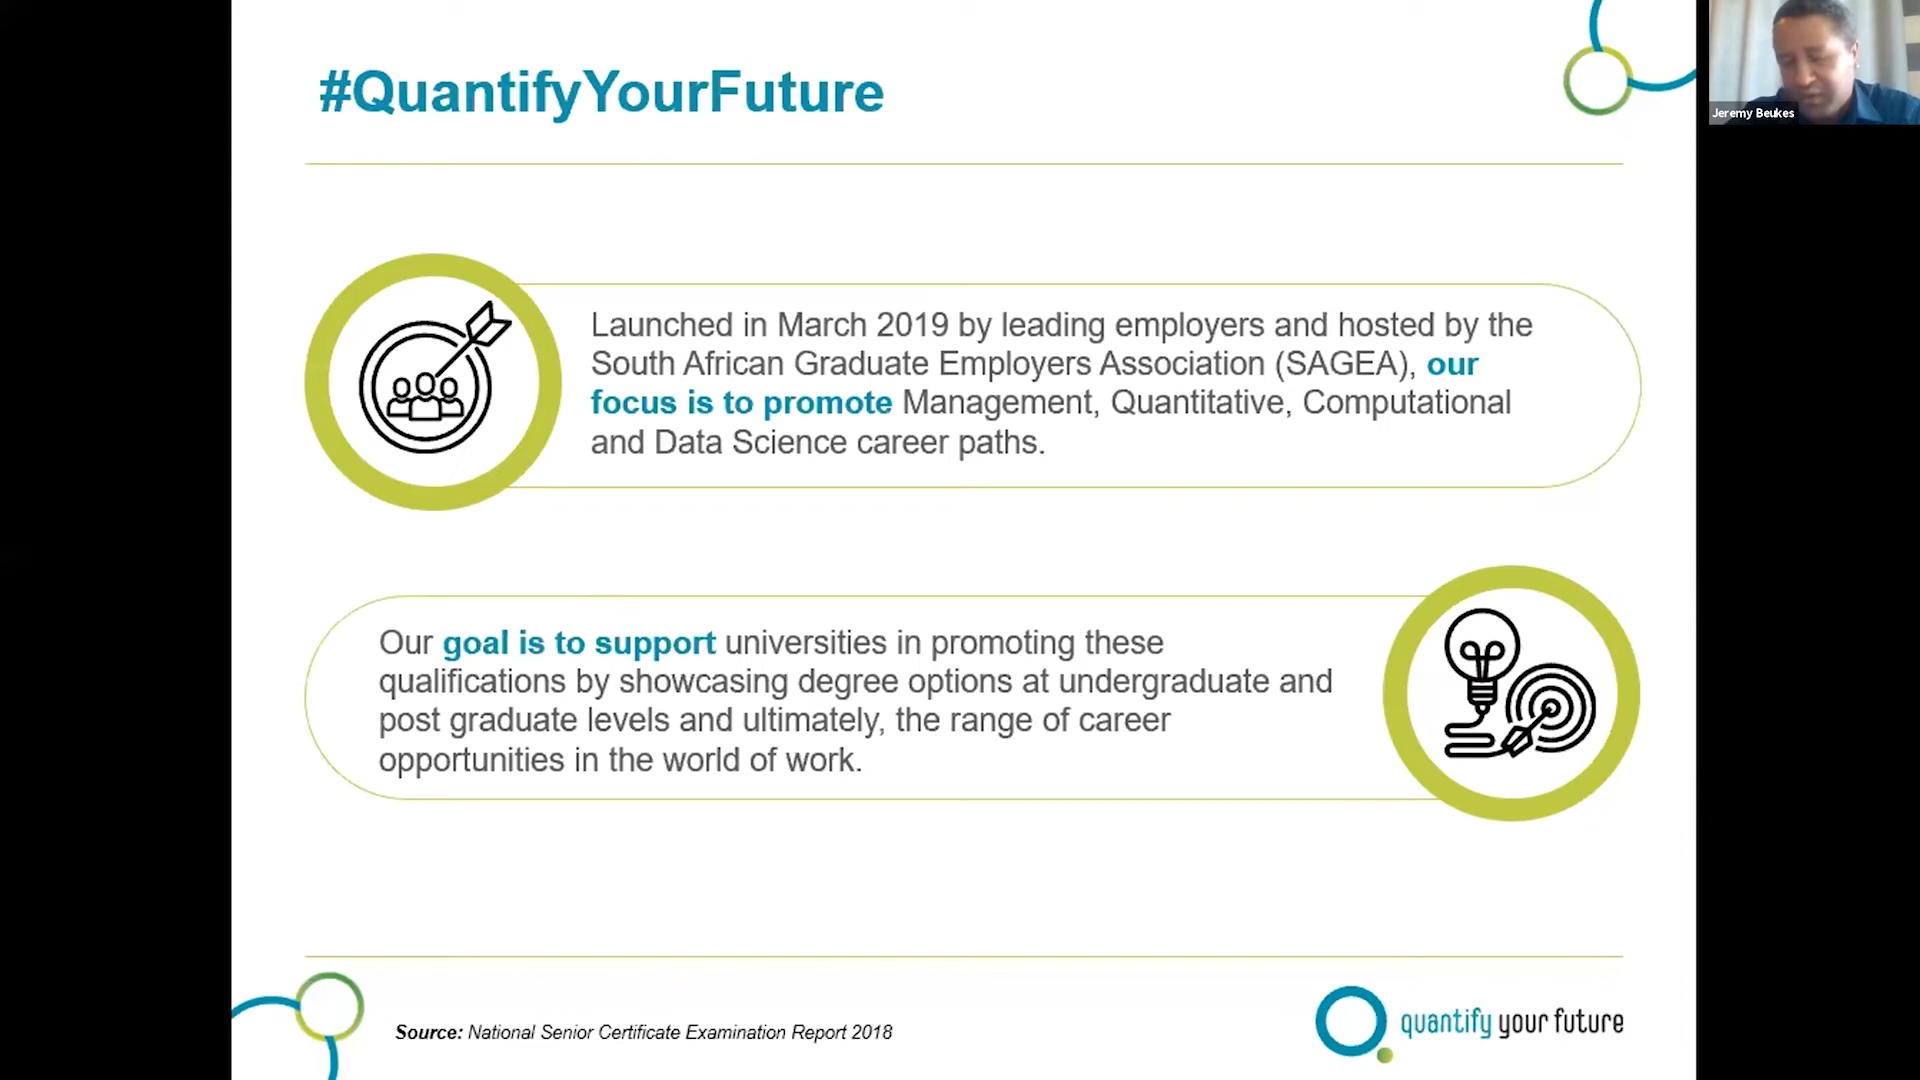 #QuantifyYourFuture
Jeremy Beukes
Launched in March 2019 by leading employers and hosted by the
South African Graduate Employers Association (SAGEA), our
focus is to promote Management, Quantitative, Computational
and Data Science career paths.
Our goal is to support universities in promoting these
qualifications by showcasing degree options at undergraduate and
post graduate levels and ultimately, the range of career
opportunities in the world of work.
Source: National Senior Certificate Examination Report 2018
quantify your future